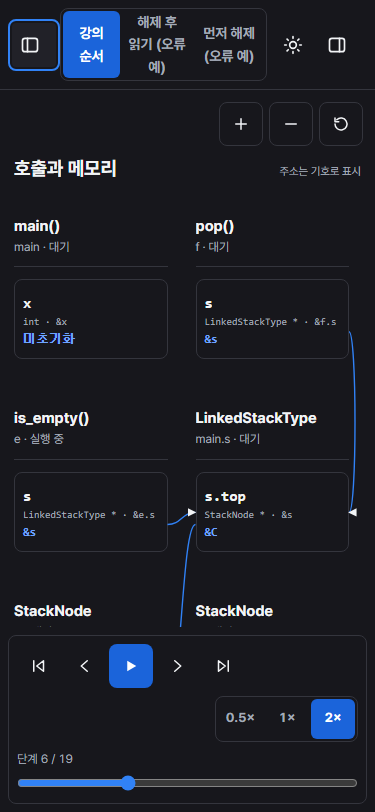 강의
순서
해제 후
읽기 (오류
예)
먼저 해제
(오류 예)
호출과 메모리
주소는 기호로 표시
main()
main · 대기
x
int · &x
미초기화
pop()
f · 대기
s
LinkedStackType * · &f.s
&s
is_empty()
e · 실행 중
s
LinkedStackType * · &e.s
&s
LinkedStackType
main.s · 대기
s.top
StackNode * · &s
&C
StackNode
StackNode
0.5×
1×
2×
단계 6 / 19